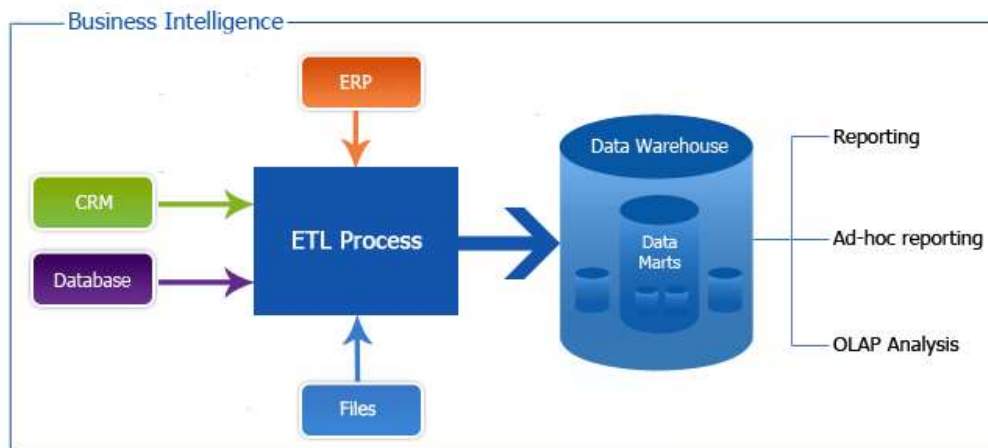 Business Intelligence
ERP
Data Warehouse
Reporting
CRM
ETL Process
Data
Marts
Ad-hoc reporting
Database
OLAP Analysis
Files